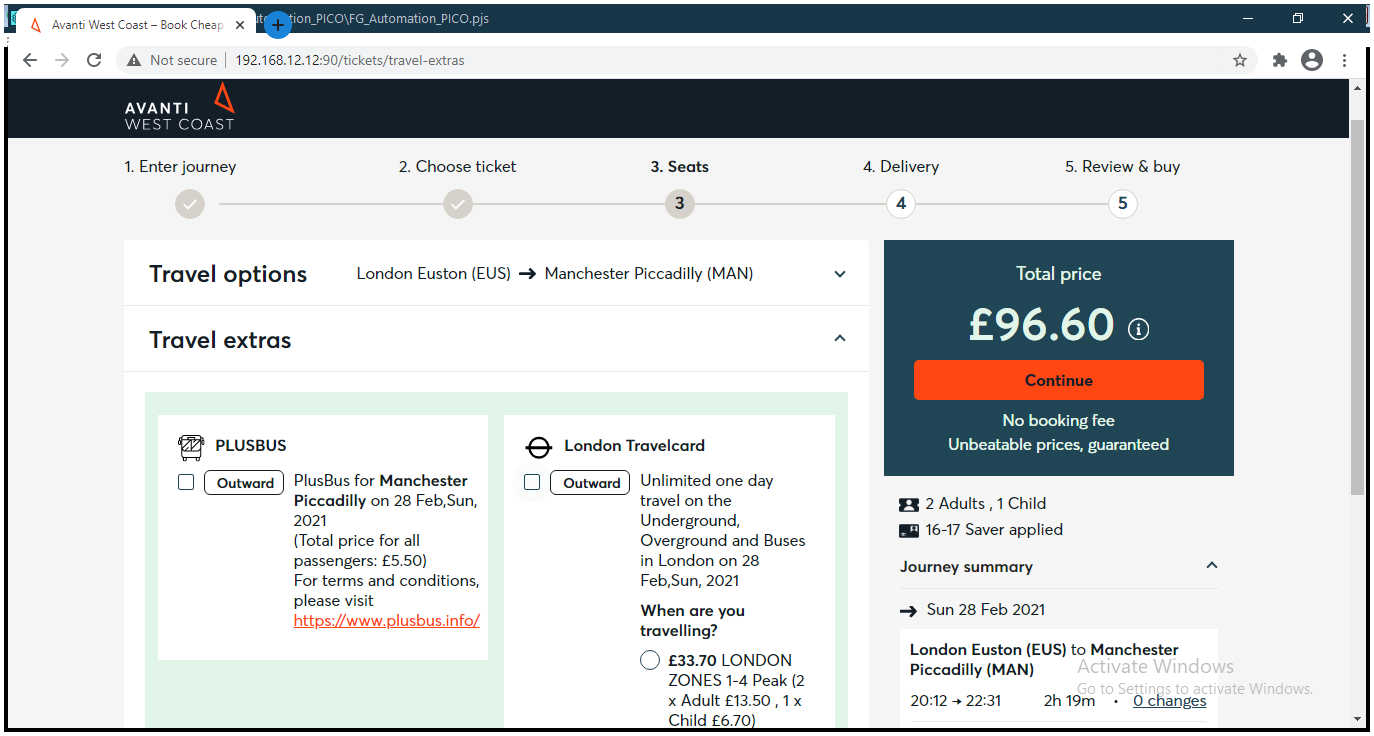 Avanti West Coast – Book Cheap
utomation_PICO\FG_Automation_PICO.pjs
Not secure
192.168.12.12:90/tickets/travel-extras
AVANTI
WEST COAST
1. Enter journey
2. Choose ticket
3. Seats
4. Delivery
5. Review & buy
3
4
5
Travel options
London Euston (EUS) → Manchester Piccadilly (MAN)
Travel extras
PLUSBUS
Outward
PlusBus for Manchester
Piccadilly on 28 Feb,Sun,
2021
(Total price for all
passengers: £5.50)
For terms and conditions,
please visit
https://www.plusbus.info/
London Travelcard
Outward
Unlimited one day
travel on the
Underground,
Overground and Buses
in London on 28
Feb,Sun, 2021
When are you
travelling?
£33.70 LONDON
ZONES 1-4 Peak (2
x Adult £13.50 , 1 x
Child £6.70)
Total price
£96.60
Continue
No booking fee
Unbeatable prices, guaranteed
2 Adults , 1 Child
16-17 Saver applied
Journey summary
→ Sun 28 Feb 2021
London Euston (EUS) to Manchester
Piccadilly (MAN)
20:12 → 22:31 2h 19m • 0 changes
Activate Windows
Go to Settings to activate Windows.